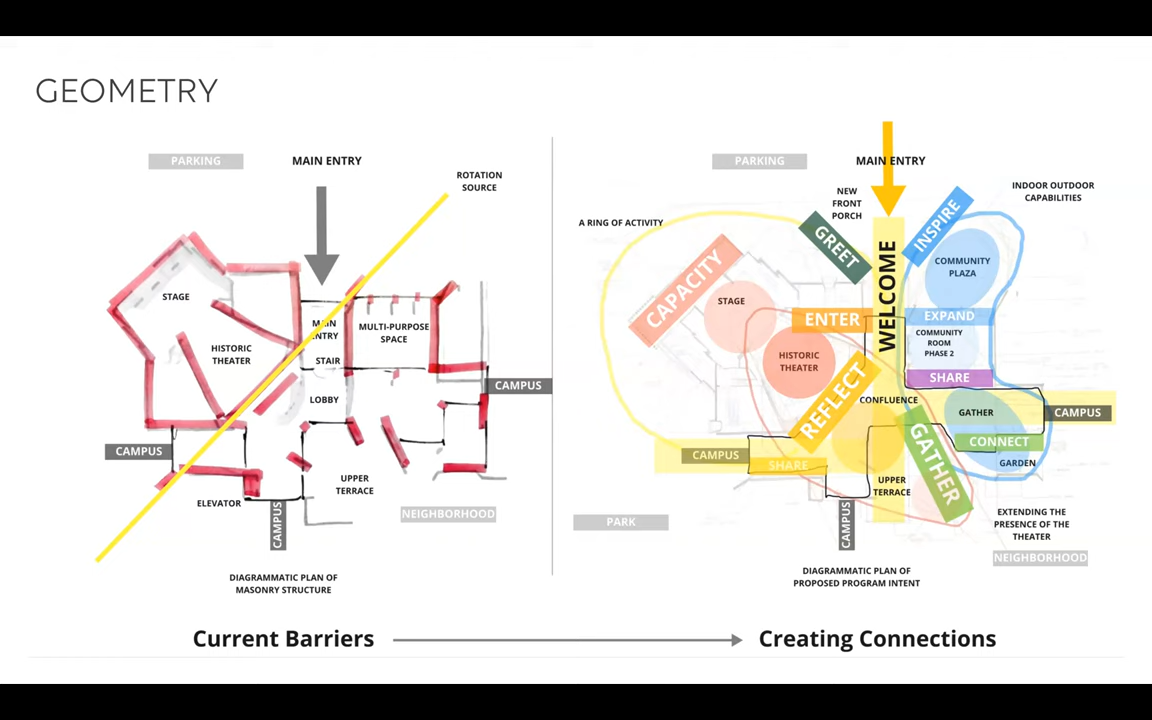 GEOMETRY
PARKING
MAIN ENTRY
ROTATION
SOURCE
STAGE
MAIN
ENTRY
MULTI-PURPOSE
SPACE
HISTORIC
THEATER
STAIR
CAMPUS
LOBBY
CAMPUS
UPPER
TERRACE
ELEVATOR
CAMPUS
NEIGHBORHOOD
DIAGRAMMATIC PLAN OF
MASONRY STRUCTURE
Current Barriers
PARKING
MAIN ENTRY
NEW
FRONT
PORCH
INDOOR OUTDOOR
CAPABILITIES
A RING OF ACTIVITY
GREET
WELCOME
INSPIRE
COMMUNITY
PLAZA
CAPACITY
STAGE
ENTER
EXPAND
COMMUNITY
ROOM
PHASE 2
HISTORIC
THEATER
SHARE
REFLECT
CONFLUENCE
GATHER
CAMPUS
CONNECT
GARDEN
CAMPUS
SHARE
GATHER
UPPER
TERRACE
PARK
CAMPUS
EXTENDING THE
PRESENCE OF THE
THEATER
NEIGHBORHOOD
DIAGRAMMATIC PLAN OF
PROPOSED PROGRAM INTENT
Creating Connections